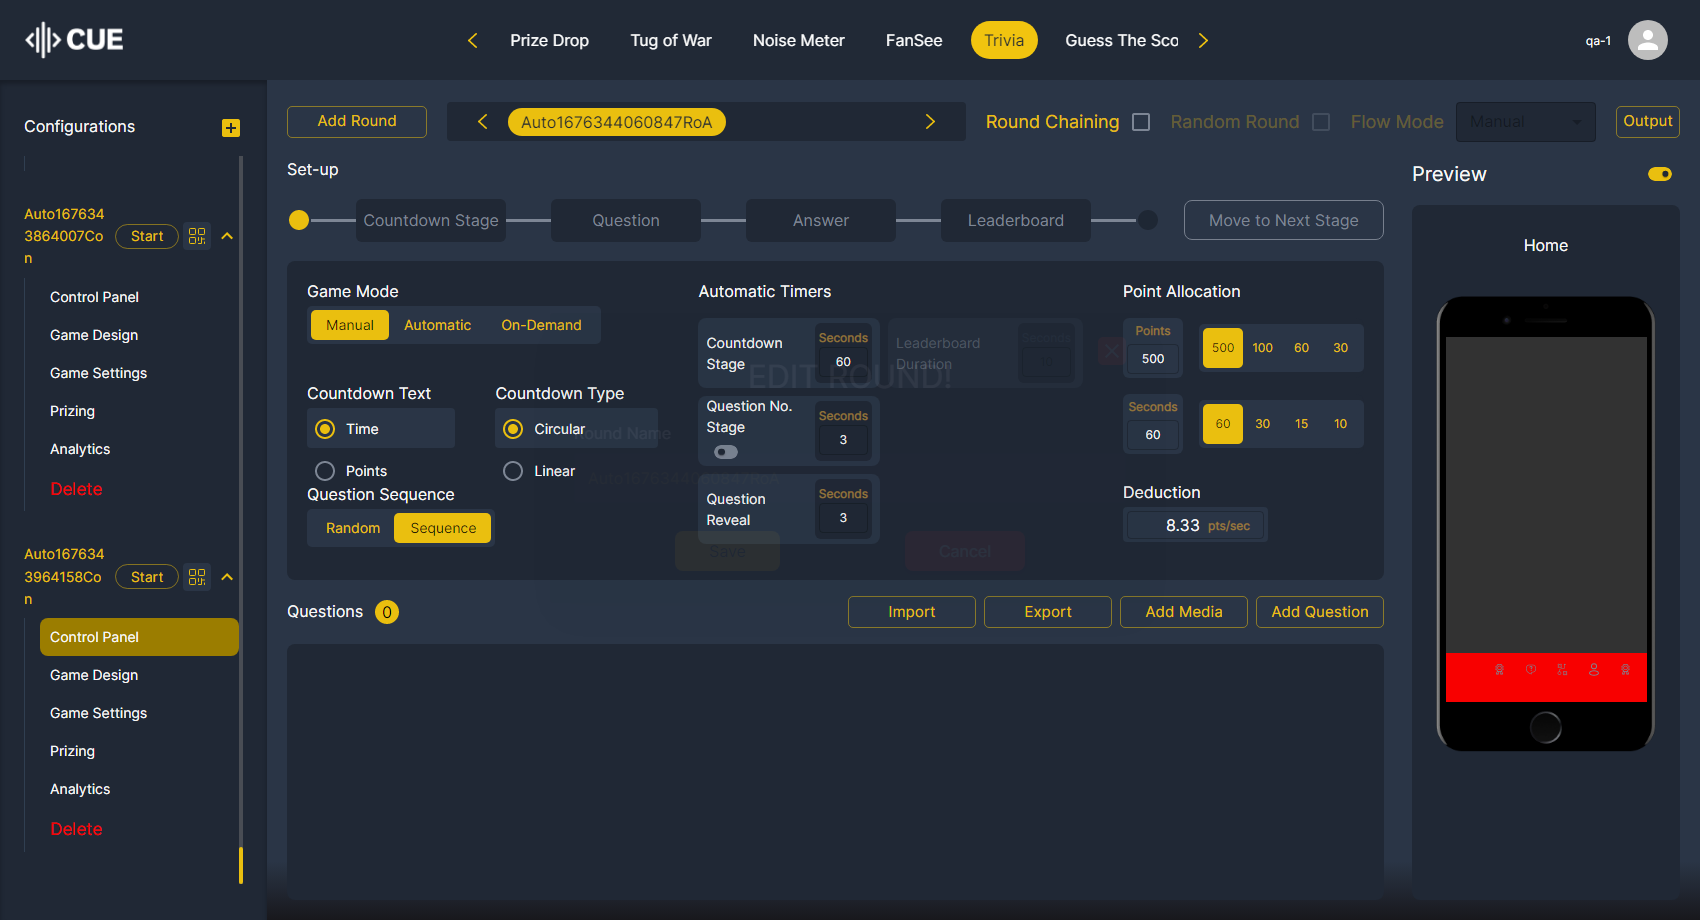 CUE
Prize Drop
Tug of War
Noise Meter
FanSee
Trivia
Guess The Sco
qa-1
Configurations
Auto167634
3864007Co
n
Start
Control Panel
Game Design
Game Settings
Prizing
Analytics
Delete
Auto167634
3964158Co
n
Start
Control Panel
Game Design
Game Settings
Prizing
Analytics
Delete
Add Round
Auto1676344060847RoA
Round Chaining
Random Round
Flow Mode
Manual
Output
Set-up
Countdown Stage
Question
Answer
Leaderboard
Move to Next Stage
Game Mode
Manual
Automatic
On-Demand
Countdown Text
Time
Points
Countdown Type
Circular
Linear
Question Sequence
Random
Sequence
Automatic Timers
Countdown
Stage
Seconds
60
Leaderboard
Duration
Seconds
Question No.
Stage
Seconds
3
Question
Reveal
Seconds
3
EDIT ROUND!
Round Name
Save
Cancel
Point Allocation
Points
500
500
100
60
30
Seconds
60
60
30
15
10
Deduction
8.33 pts/sec
Questions 0
Import
Export
Add Media
Add Question
Preview
Home